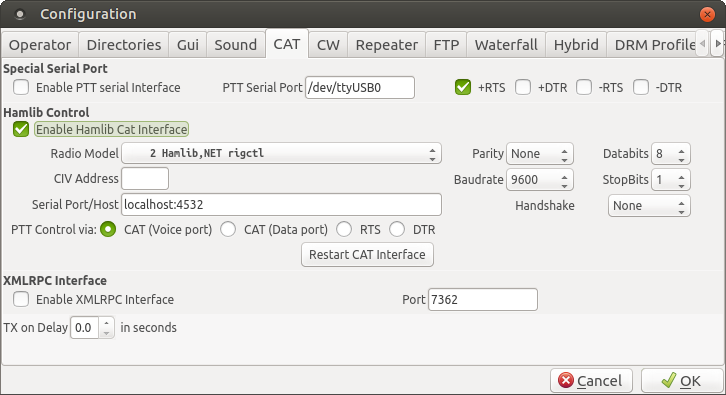 Configuration
Operator Directories Gui Sound CAT CW Repeater FTP Waterfall Hybrid DRM Profile
Special Serial Port
Enable PTT serial Interface PTT Serial Port /dev/ttyUSB0 +RTS +DTR -RTS -DTR
Hamlib Control
Enable Hamlib Cat Interface
Radio Model 2 Hamlib,NET rigctl Parity None Databits 8
CIV Address Baudrate 9600 StopBits 1
Serial Port/Host localhost:4532 Handshake None
PTT Control via: CAT (Voice port) CAT (Data port) RTS DTR
Restart CAT Interface
XMLRPC Interface
Enable XMLRPC Interface Port 7362
TX on Delay 0.0 in seconds
Cancel OK